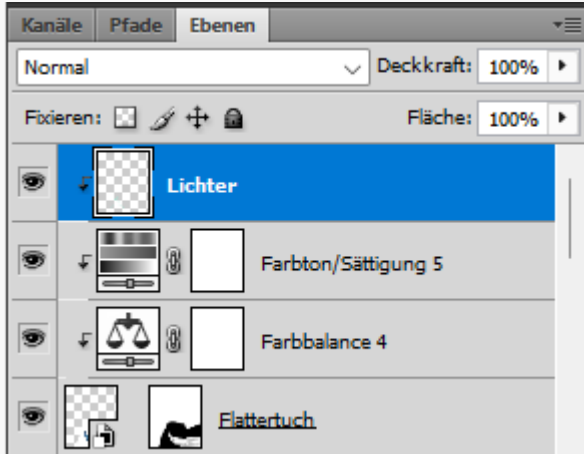 Kanäle Pfade Ebenen
Normal Deckkraft: 100%
Fixieren: Fläche: 100%
Lichter
Farbton/Sättigung 5
Farbbalance 4
Flattertuch